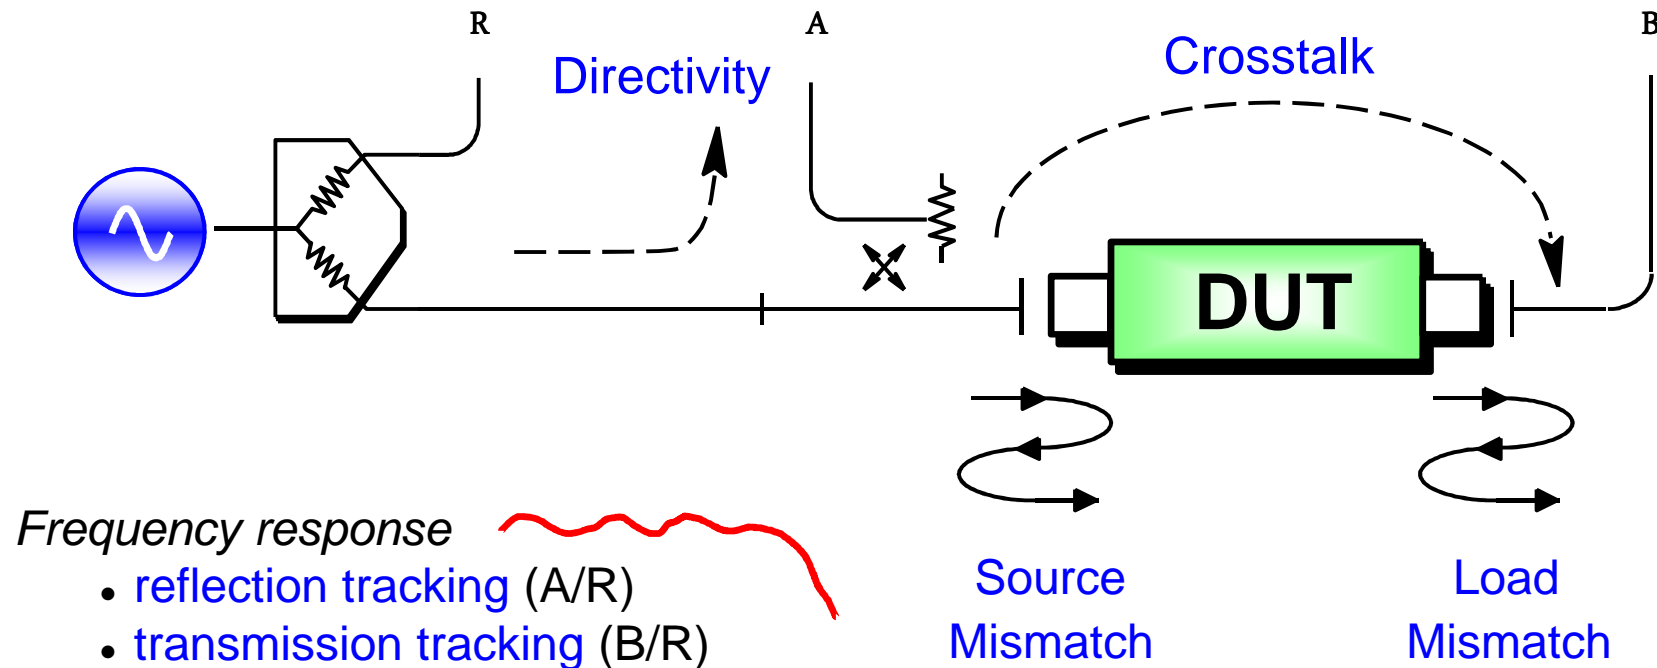 R
A
B
Directivity
Crosstalk
DUT
Frequency response
• reflection tracking (A/R)
• transmission tracking (B/R)
Source
Mismatch
Load
Mismatch